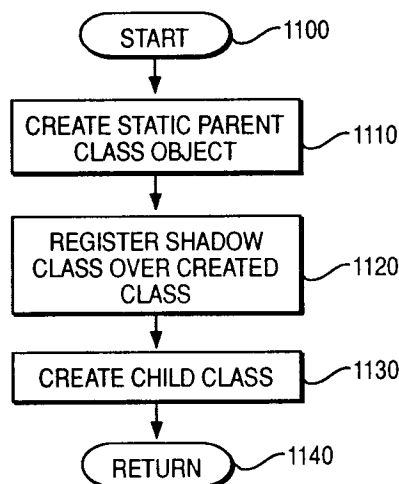 START
1100
CREATE STATIC PARENT
CLASS OBJECT
1110
REGISTER SHADOW
CLASS OVER CREATED
CLASS
1120
CREATE CHILD CLASS
1130
RETURN
1140